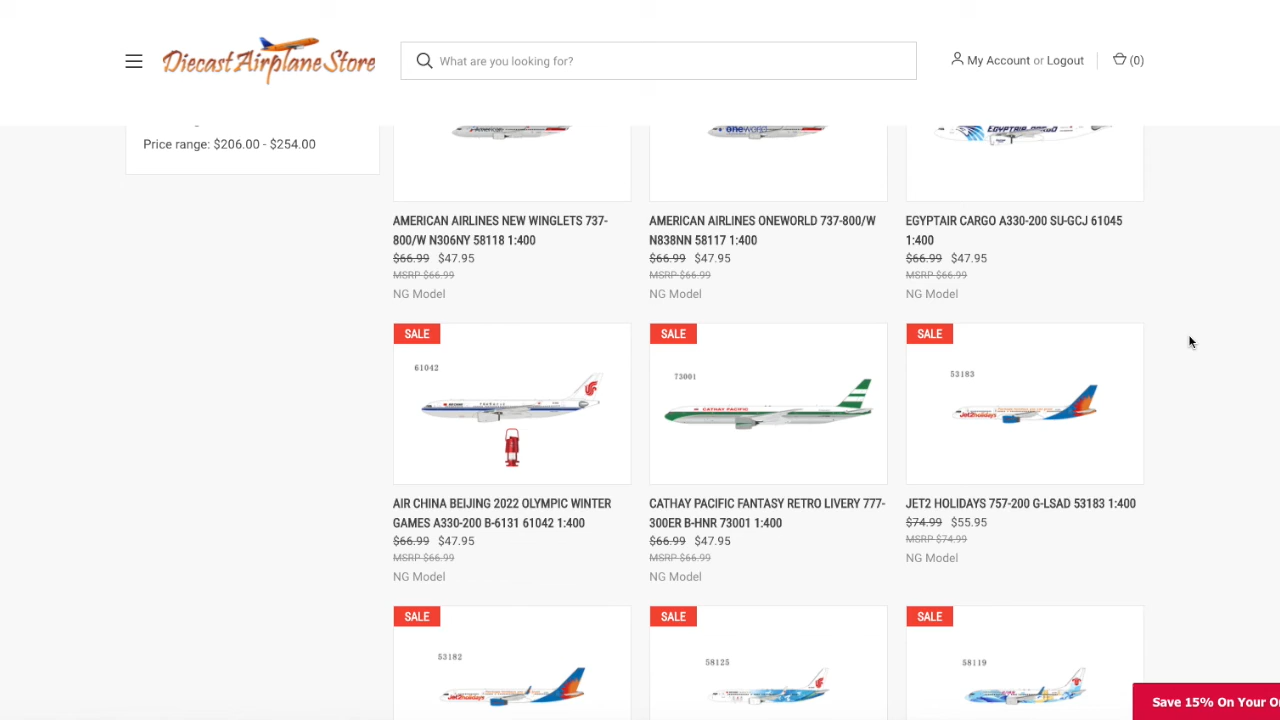 DiecastAirplaneStore
What are you looking for?
My Account or Logout
(0)
Price range: $206.00 - $254.00
American
oneworld
EGYPTAIR CARGO
AMERICAN AIRLINES NEW WINGLETS 737-
800/W N306NY 58118 1:400
$66.99 $47.95
MSRP $66.99
NG Model
AMERICAN AIRLINES ONEWORLD 737-800/W
N838NN 58117 1:400
$66.99 $47.95
MSRP $66.99
NG Model
EGYPTAIR CARGO A330-200 SU-GCJ 61045
1:400
$66.99 $47.95
MSRP $66.99
NG Model
SALE
61042
AIR CHINA BEIJING 2022 OLYMPIC WINTER
GAMES A330-200 B-6131 61042 1:400
$66.99 $47.95
MSRP $66.99
NG Model
SALE
73001
CATHAY PACIFIC
CATHAY PACIFIC FANTASY RETRO LIVERY 777-
300ER B-HNR 73001 1:400
$66.99 $47.95
MSRP $66.99
NG Model
SALE
53183
Jet2holidays
JET2 HOLIDAYS 757-200 G-LSAD 53183 1:400
$74.99 $55.95
MSRP $74.99
NG Model
SALE
53182
Jet2holidays
SALE
58125
SALE
58119
Save 15% On Your O